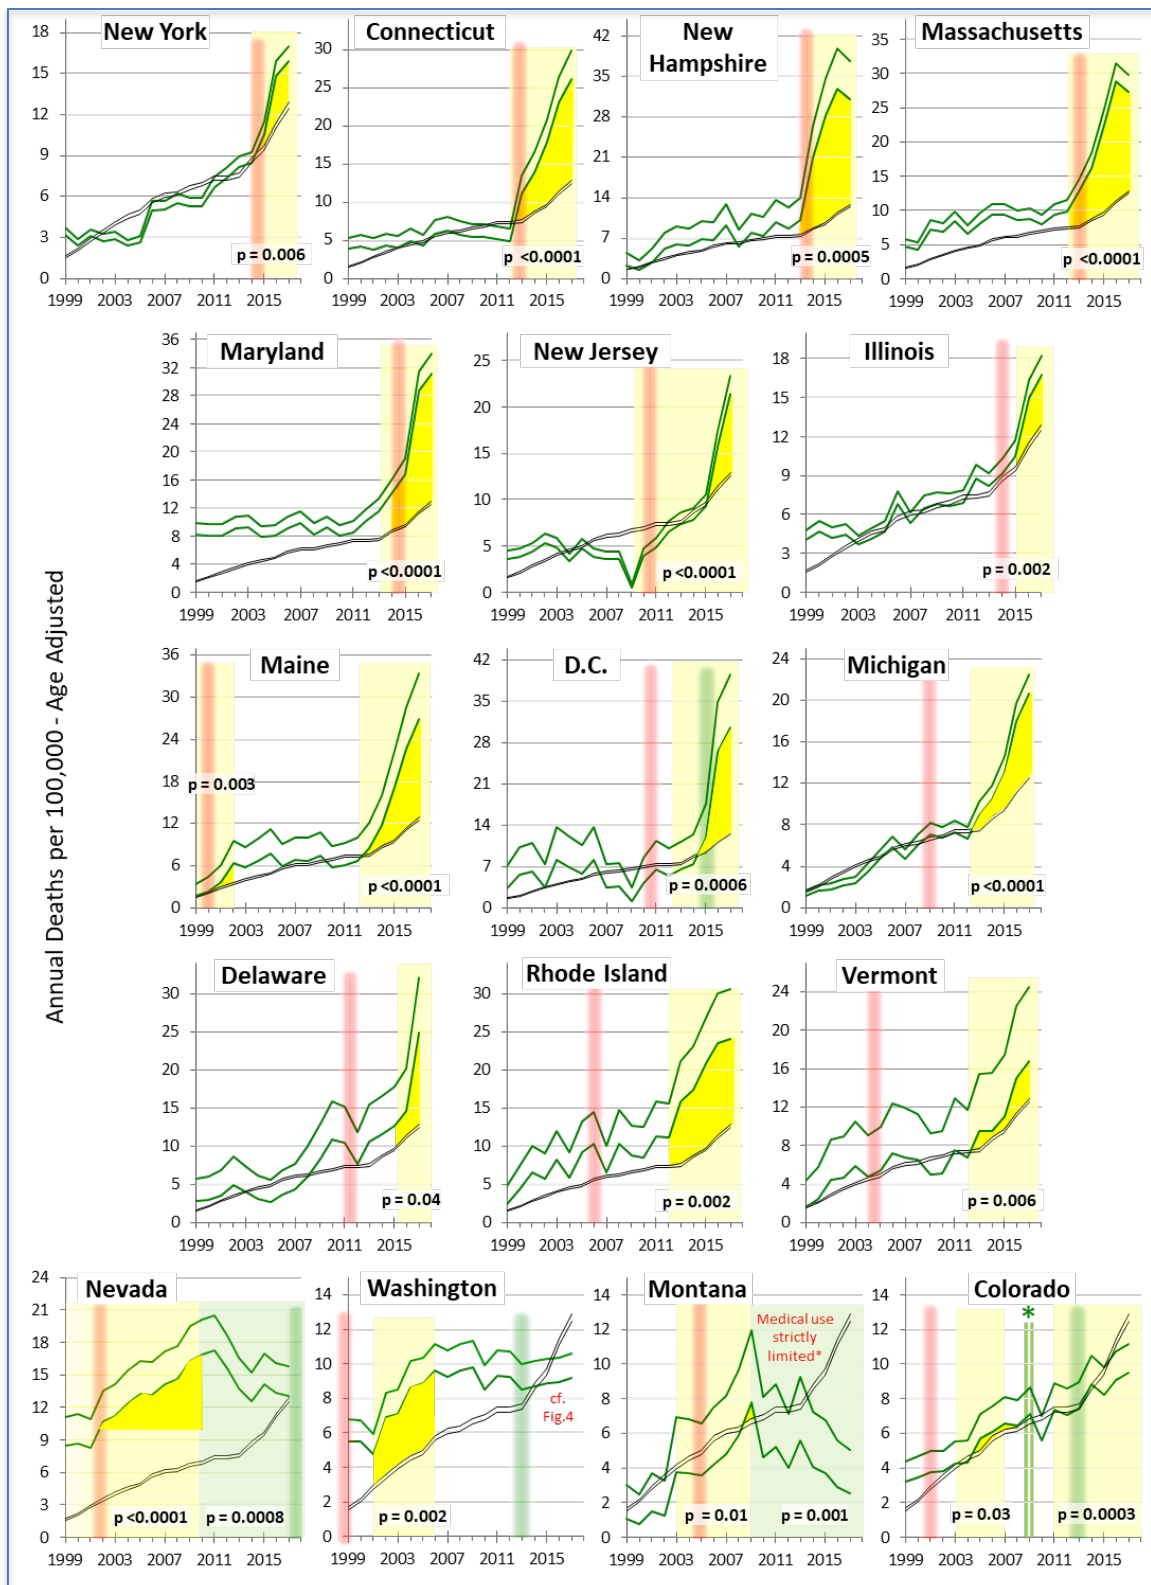 Annual Deaths per 100,000 - Age Adjusted
New York
18
15
12
9
6
3
0
p = 0.006
1999 2003 2007 2011 2015
Connecticut
30
25
20
15
10
5
0
p <0.0001
1999 2003 2007 2011 2015
New
Hampshire
42
35
28
21
14
7
0
p = 0.0005
1999 2003 2007 2011 2015
Massachusetts
35
30
25
20
15
10
5
0
p <0.0001
1999 2003 2007 2011 2015
Maryland
36
32
28
24
20
16
12
8
4
0
p <0.0001
1999 2003 2007 2011 2015
New Jersey
25
20
15
10
5
0
p <0.0001
1999 2003 2007 2011 2015
Illinois
18
15
12
9
6
3
0
p = 0.002
1999 2003 2007 2011 2015
Maine
36
30
24
18
12
6
0
p = 0.003
p <0.0001
1999 2003 2007 2011 2015
D.C.
42
35
28
21
14
7
0
p = 0.0006
1999 2003 2007 2011 2015
Michigan
24
20
16
12
8
4
0
p <0.0001
1999 2003 2007 2011 2015
Delaware
30
25
20
15
10
5
0
p = 0.04
1999 2003 2007 2011 2015
Rhode Island
30
25
20
15
10
5
0
p = 0.002
1999 2003 2007 2011 2015
Vermont
24
20
16
12
8
4
0
p = 0.006
1999 2003 2007 2011 2015
Nevada
24
21
18
15
12
9
6
3
0
p <0.0001 p = 0.0008
1999 2003 2007 2011 2015
Washington
14
12
10
8
6
4
2
0
cf.
Fig.4
p = 0.002
1999 2003 2007 2011 2015
Montana
14
12
10
8
6
4
2
0
Medical use
strictly
limited*
p = 0.01 p = 0.001
1999 2003 2007 2011 2015
Colorado
*
14
12
10
8
6
4
2
0
p = 0.03 p = 0.0003
1999 2003 2007 2011 2015